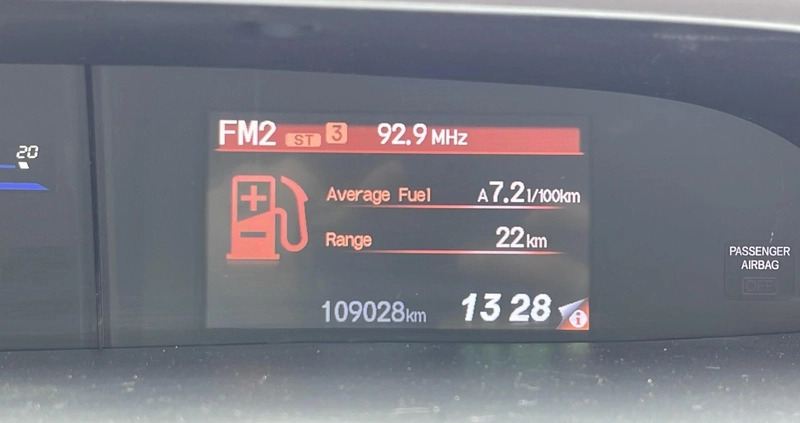 FM2 ST 3 92.9 MHz
20
Average Fuel A7.2 l/100km
Range 22 km
PASSENGER
AIRBAG
OFF
109028 km 13 28 i